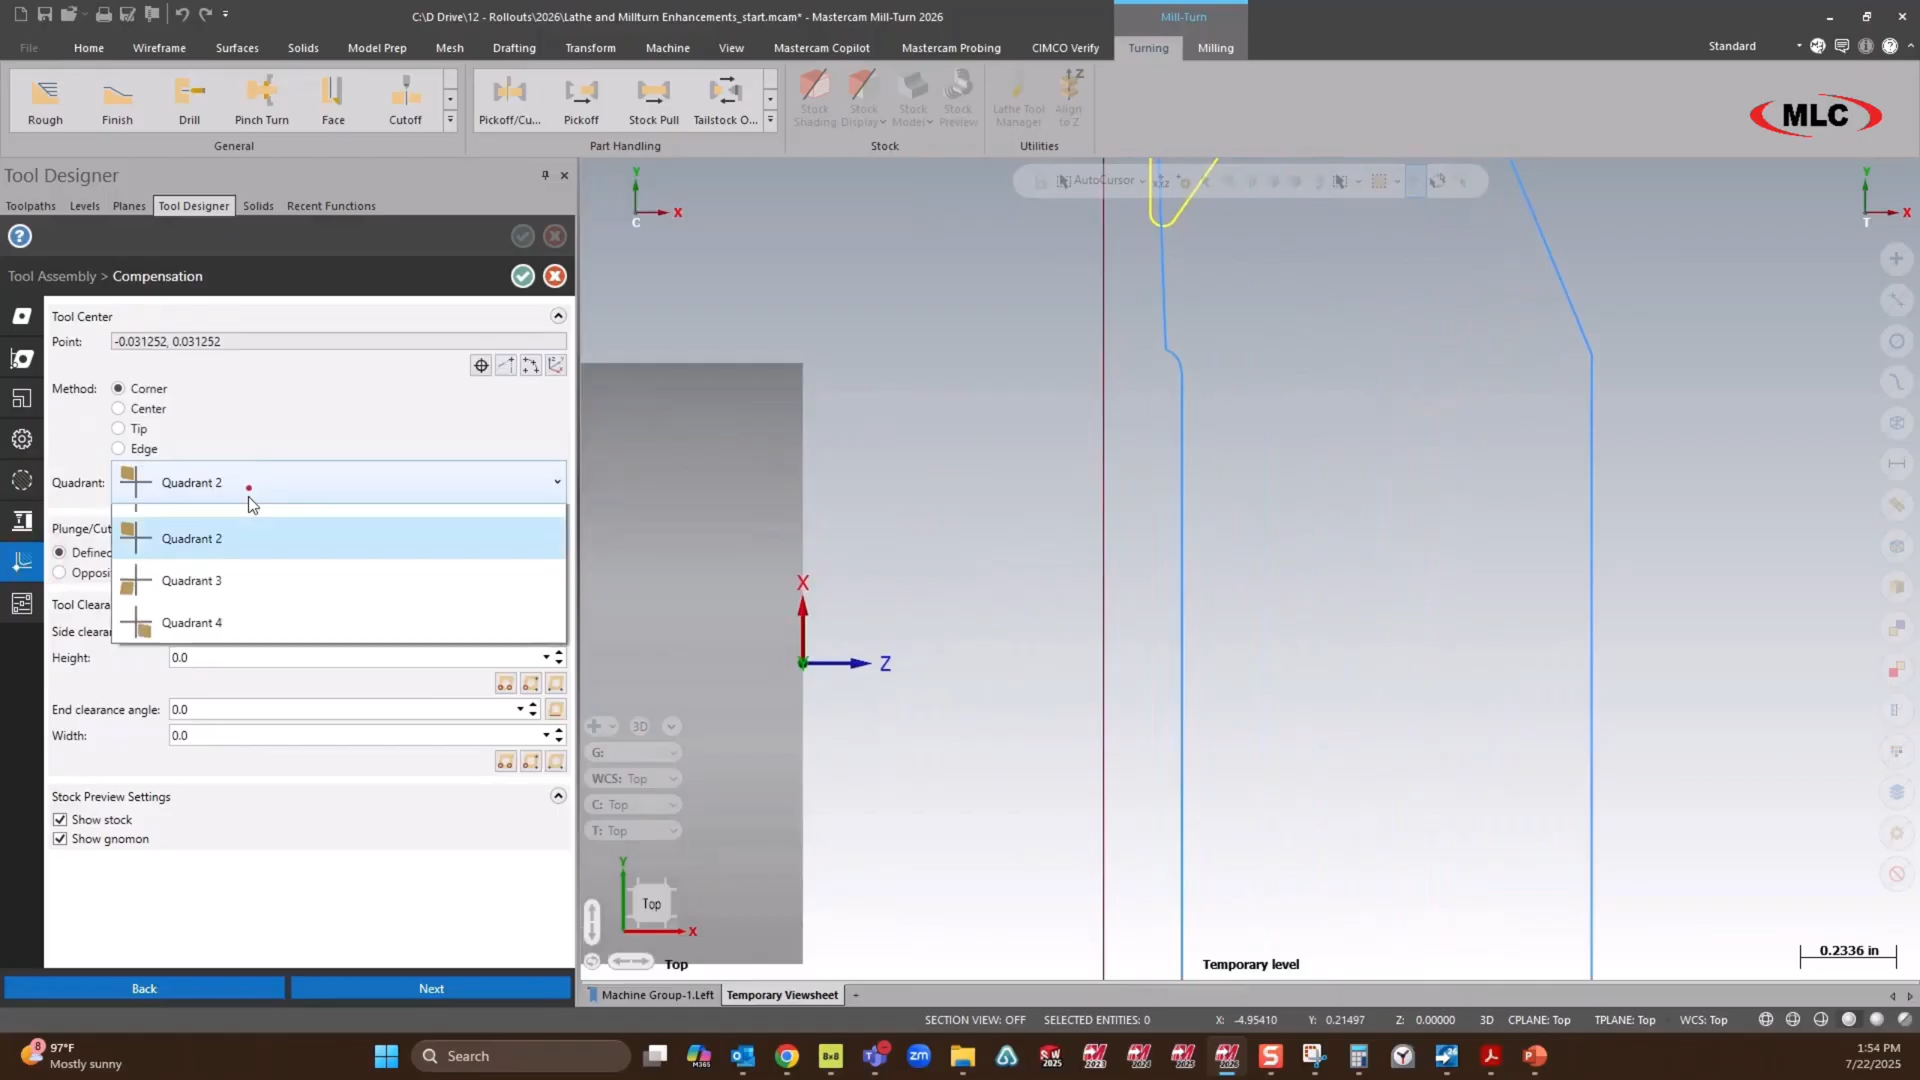 C:\D Drive\12 - Rollouts\2026\Lathe and Millturn Enhancements_start.mcam* - Mastercam Mill-Turn 2026
Mill-Turn
File Home Wireframe Surfaces Solids Model Prep Mesh Drafting Transform Machine View Mastercam Copilot Mastercam Probing CIMCO Verify Turning Milling Standard
Rough Finish Drill Pinch Turn Face Cutoff Pickoff/Cu... Pickoff Stock Pull Tailstock O...
Stock Shading Stock Display Stock Model Stock Preview Lathe Tool Manager Align to Z
General Part Handling Stock Utilities
MLC
Tool Designer
Toolpaths Levels Planes Tool Designer Solids Recent Functions
Tool Assembly > Compensation
Tool Center
Point: -0.031252, 0.031252
Method: Corner
Center
Tip
Edge
Quadrant: Quadrant 2
Plunge/Cut
Quadrant 2
Defined
Opposi
Quadrant 3
Tool Cleara
Quadrant 4
Side clearan
Height: 0.0
End clearance angle: 0.0
Width: 0.0
Stock Preview Settings
Show stock
Show gnomon
Back Next
AutoCursor
Y
X
C
Y
X
T
X
Z
3D
G:
WCS: Top
C: Top
T: Top
Y
Top
X
Top
Temporary level
0.2336 in
Machine Group-1.Left Temporary Viewsheet +
SECTION VIEW: OFF SELECTED ENTITIES: 0 X: -4.95410 Y: 0.21497 Z: 0.00000 3D CPLANE: Top TPLANE: Top WCS: Top
8
97°F
Mostly sunny
Search
1:54 PM
7/22/2025